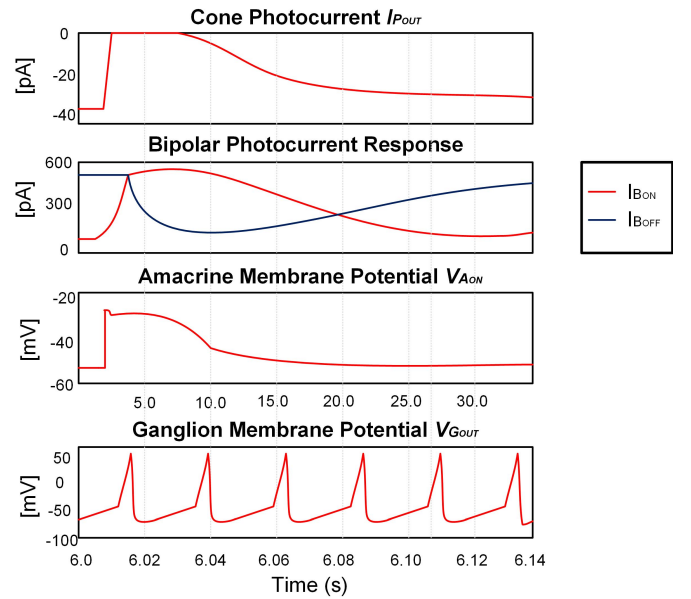 Cone Photocurrent IPOUT
0
-20
-40
[pA]
Bipolar Photocurrent Response
600
300
0
[pA]
IBON
IBOFF
Amacrine Membrane Potential VAON
-20
-40
-60
[mV]
5.0 10.0 15.0 20.0 25.0 30.0
Ganglion Membrane Potential VGOUT
50
0
-50
-100
[mV]
6.0 6.02 6.04 6.06 6.08 6.10 6.12 6.14
Time (s)